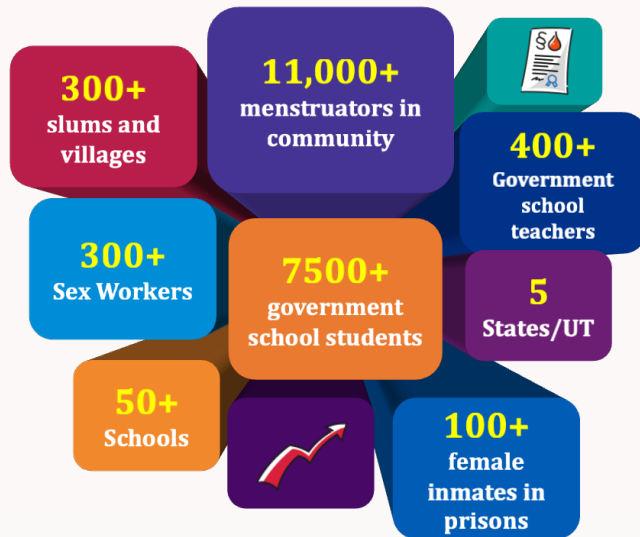 300+
slums and
villages
11,000+
menstruators in
community
§
400+
Government
school
teachers
300+
Sex Workers
7500+
government
school students
5
States/UT
50+
Schools
100+
female
inmates in
prisons